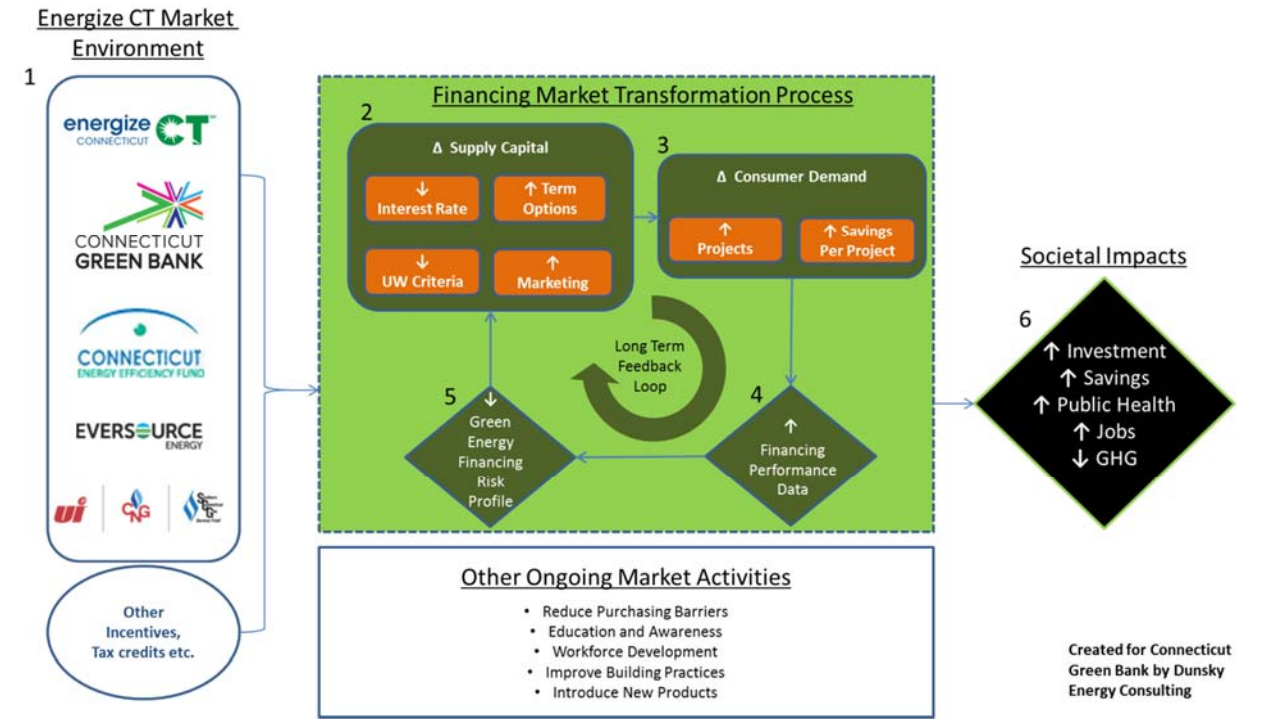 Energize CT Market
Environment
1
energize CT
CONNECTICUT
CONNECTICUT
GREEN BANK
CONNECTICUT
ENERGY EFFICIENCY FUND
EVERSOURCE
ENERGY
ui
CNG
SCG
Other
Incentives,
Tax credits etc.
Financing Market Transformation Process
2
Δ Supply Capital
↓
Interest Rate
↑ Term
Options
↓
UW Criteria
↑
Marketing
3
Δ Consumer Demand
↑
Projects
↑ Savings
Per Project
Long Term
Feedback
Loop
4
↑
Financing
Performance
Data
5
↓
Green
Energy
Financing
Risk
Profile
Other Ongoing Market Activities
• Reduce Purchasing Barriers
• Education and Awareness
• Workforce Development
• Improve Building Practices
• Introduce New Products
Societal Impacts
6
↑ Investment
↑ Savings
↑ Public Health
↑ Jobs
↓ GHG
Created for Connecticut
Green Bank by Dunsky
Energy Consulting